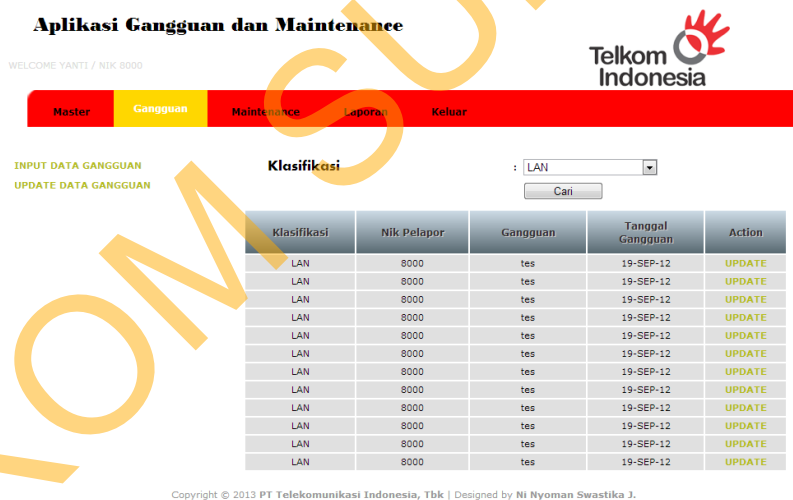 Aplikasi Gangguan dan Maintenance
Telkom
Indonesia
WELCOME YANTI / NIK 8000
Master Gangguan Maintenance Laporan Keluar
INPUT DATA GANGGUAN
UPDATE DATA GANGGUAN
Klasifikasi : LAN
Cari
Klasifikasi Nik Pelapor Gangguan Tanggal Gangguan Action
LAN 8000 tes 19-SEP-12 UPDATE
LAN 8000 tes 19-SEP-12 UPDATE
LAN 8000 tes 19-SEP-12 UPDATE
LAN 8000 tes 19-SEP-12 UPDATE
LAN 8000 tes 19-SEP-12 UPDATE
LAN 8000 tes 19-SEP-12 UPDATE
LAN 8000 tes 19-SEP-12 UPDATE
LAN 8000 tes 19-SEP-12 UPDATE
LAN 8000 tes 19-SEP-12 UPDATE
LAN 8000 tes 19-SEP-12 UPDATE
LAN 8000 tes 19-SEP-12 UPDATE
LAN 8000 tes 19-SEP-12 UPDATE
Copyright © 2013 PT Telekomunikasi Indonesia, Tbk | Designed by Ni Nyoman Swastika J.